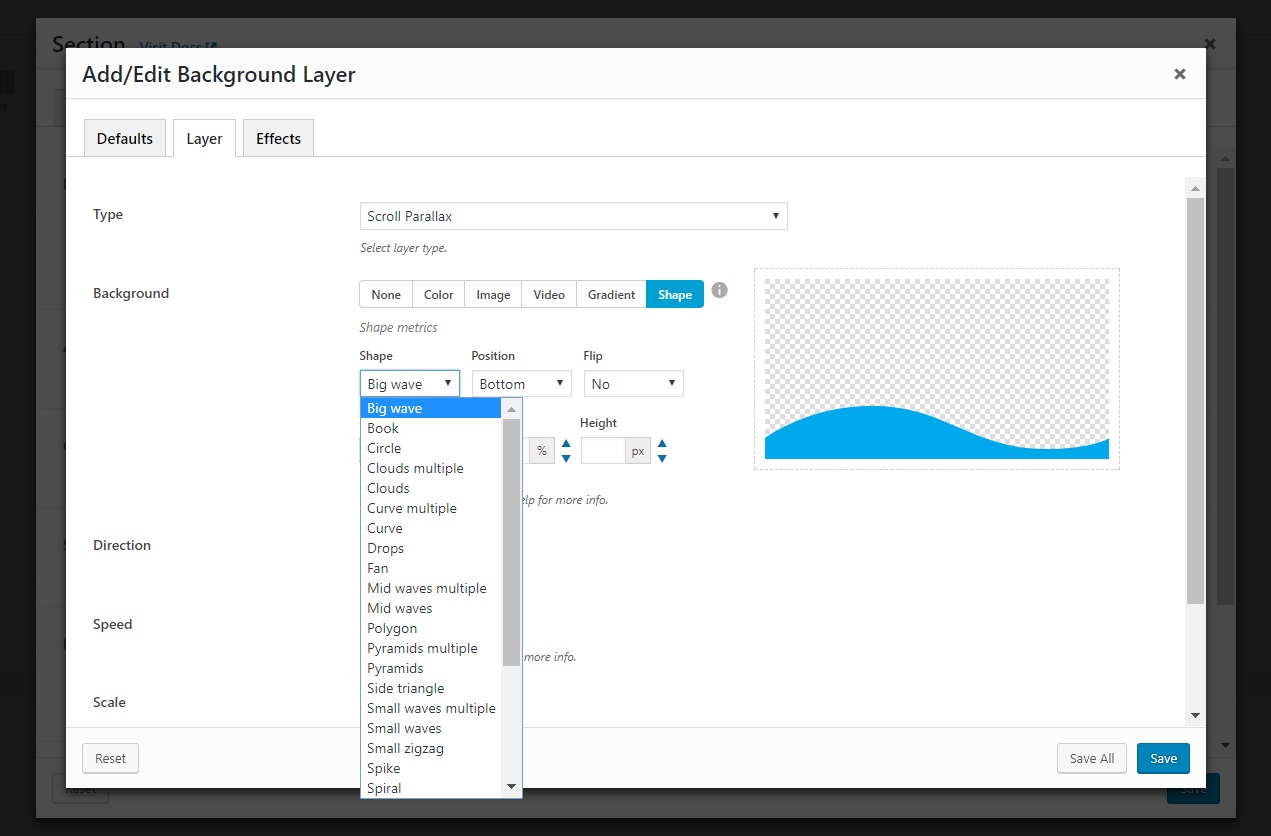 Section Visit Docs
Add/Edit Background Layer
Defaults Layer Effects
Type
Scroll Parallax
Select layer type.
Background
None Color Image Video Gradient Shape
Shape metrics
Shape Position Flip
Big wave Bottom No
Big wave
Book
Circle
Clouds multiple
Clouds
Curve multiple
Curve
Drops
Fan
Mid waves multiple
Mid waves
Polygon
Pyramids multiple
Pyramids
Side triangle
Small waves multiple
Small waves
Small zigzag
Spike
Spiral
Height
% px
elp for more info.
Direction
Speed
more info.
Scale
Reset Save All Save
Reset Save